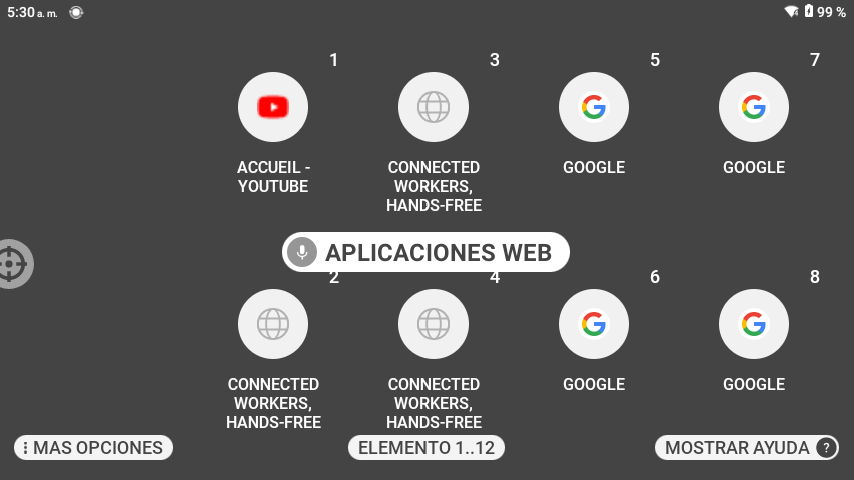 5:30 a. m.
99 %
1
3
5
7
ACCUEIL -
YOUTUBE
CONNECTED
WORKERS,
HANDS-FREE
GOOGLE
GOOGLE
APLICACIONES WEB
2
4
6
8
CONNECTED
WORKERS,
HANDS-FREE
CONNECTED
WORKERS,
HANDS-FREE
GOOGLE
GOOGLE
MAS OPCIONES
ELEMENTO 1..12
MOSTRAR AYUDA ?